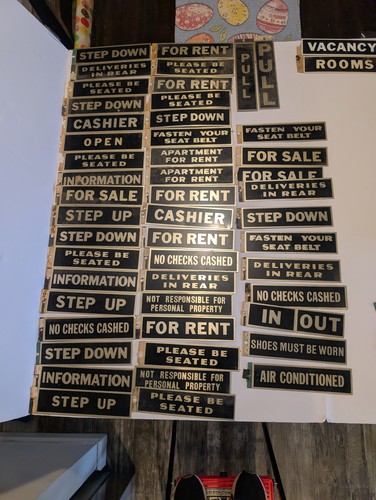 STEP DOWN
DELIVERIES
IN REAR
PLEASE BE
SEATED
STEP DOWN
CASHIER
OPEN
PLEASE BE
SEATED
INFORMATION
FOR SALE
STEP UP
STEP DOWN
PLEASE BE
SEATED
INFORMATION
STEP UP
NO CHECKS CASHED
STEP DOWN
INFORMATION
STEP UP
FOR RENT
PLEASE BE
SEATED
FOR RENT
PLEASE BE
SEATED
STEP DOWN
FASTEN YOUR
SEAT BELT
APARTMENT
FOR RENT
APARTMENT
FOR RENT
FOR RENT
CASHIER
FOR RENT
NO CHECKS CASHED
DELIVERIES
IN REAR
NOT RESPONSIBLE FOR
PERSONAL PROPERTY
FOR RENT
PLEASE BE
SEATED
NOT RESPONSIBLE FOR
PERSONAL PROPERTY
PLEASE BE
SEATED
PULL
PULL
FASTEN YOUR
SEAT BELT
FOR SALE
FOR SALE
DELIVERIES
IN REAR
STEP DOWN
FASTEN YOUR
SEAT BELT
DELIVERIES
IN REAR
NO CHECKS CASHED
IN OUT
SHOES MUST BE WORN
AIR CONDITIONED
VACANCY
ROOMS